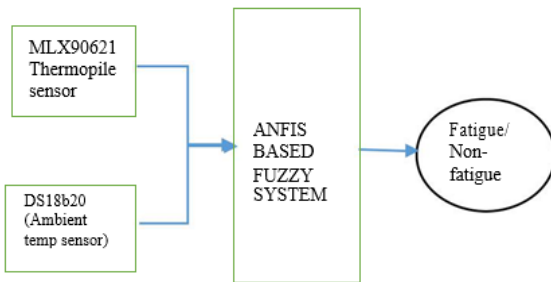 MLX90621
Thermopile
sensor
DS18b20
(Ambient
temp sensor)
ANFIS
BASED
FUZZY
SYSTEM
Fatigue/
Non-
fatigue